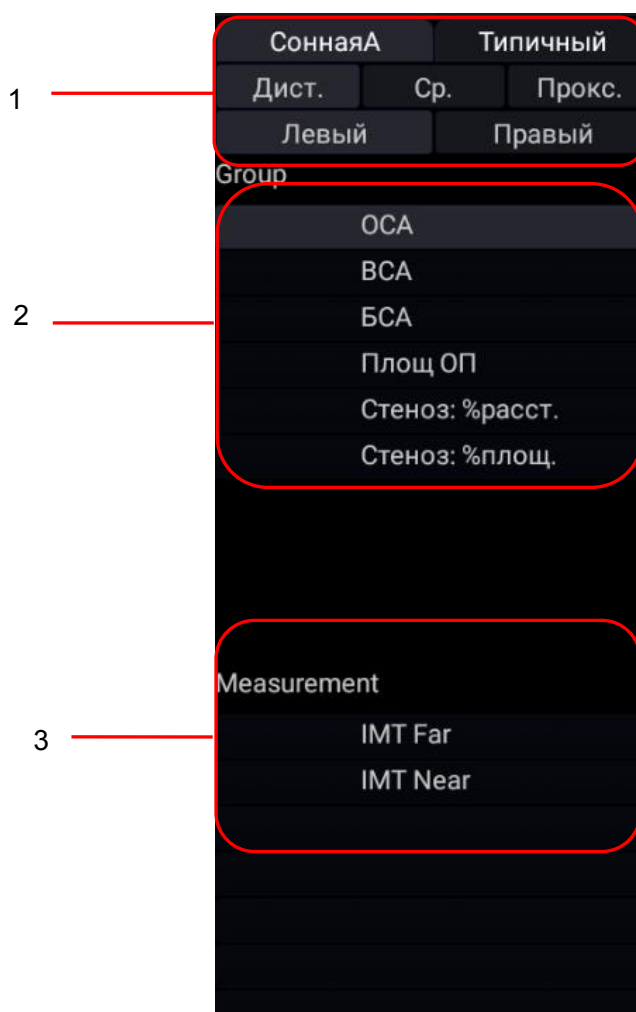 СоннаяА Типичный
1
Дист. Ср. Прокс.
Левый Правый
Group
ОСА
ВСА
2
БСА
Площ ОП
Стеноз: %расст.
Стеноз: %площ.
Measurement
3
IMT Far
IMT Near